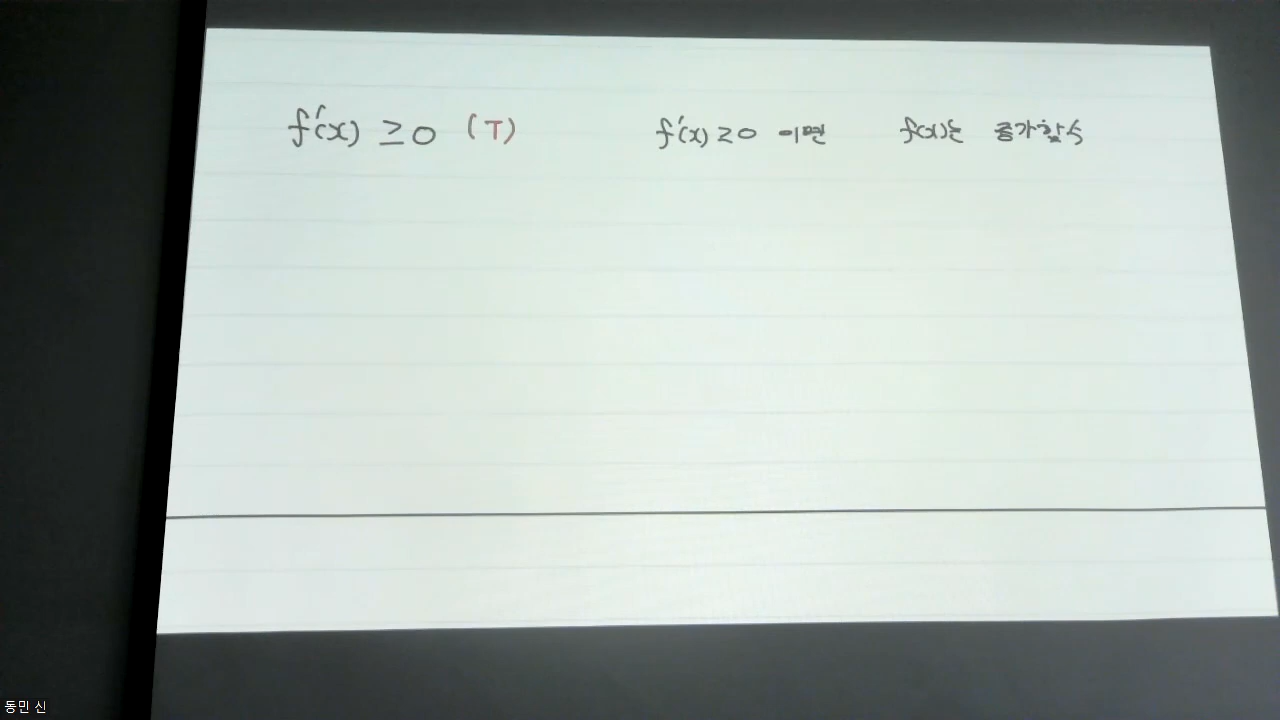 f'(x) ≥ 0 (T) f'(x) ≥ 0 이면 f(x)는 증가함수
동민 신